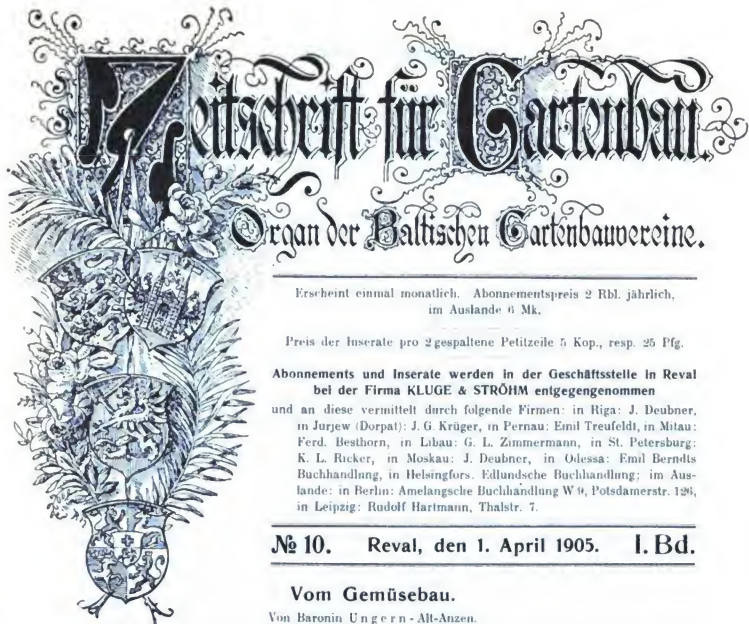 Zeitschrift für Gartenbau.
Organ der Baltischen Gartenbauvereine.
Erscheint einmal monatlich. Abonnementspreis 2 Rbl. jährlich,
im Auslande 6 Mk.
Preis der Inserate pro 2 gespaltene Petitzeile 5 Kop., resp. 25 Pfg.
Abonnements und Inserate werden in der Geschäftsstelle in Reval
bei der Firma KLUGE & STRÖHM entgegengenommen
und an diese vermittelt durch folgende Firmen: in Riga: J. Deubner,
in Jurjew (Dorpat): J. G. Krüger, in Pernau: Emil Treufeldt, in Mitau:
Ferd. Besthorn, in Libau: G. L. Zimmermann, in St. Petersburg:
K. L. Ricker, in Moskau: J. Deubner, in Odessa: Emil Berndts
Buchhandlung, in Helsingfors. Edlundsche Buchhandlung; im Aus-
lande: in Berlin: Amelangsche Buchhandlung W 9, Potsdamerstr. 126,
in Leipzig: Rudolf Hartmann, Thalstr. 7.
№ 10. Reval, den 1. April 1905. I. Bd.
Vom Gemüsebau.
Von Baronin Ungern-Alt-Anzen.